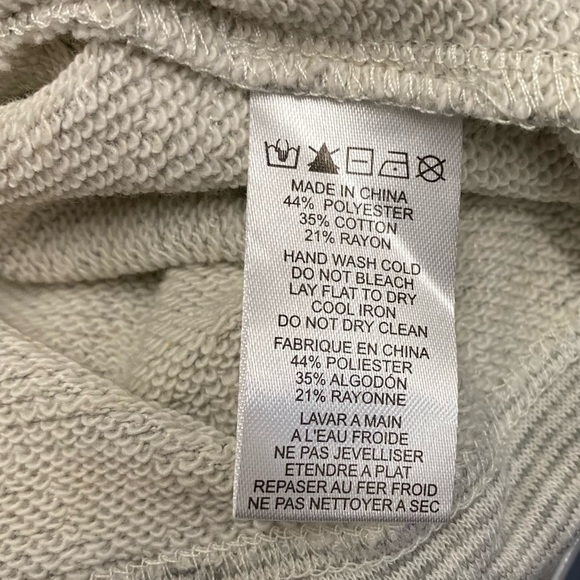 MADE IN CHINA
44% POLYESTER
35% COTTON
21% RAYON
HAND WASH COLD
DO NOT BLEACH
LAY FLAT TO DRY
COOL IRON
DO NOT DRY CLEAN
FABRIQUE EN CHINA
44% POLIESTER
35% ALGODÓN
21% RAYONNE
LAVAR A MAIN
A L'EAU FROIDE
NE PAS JEVELLISER
ETENDRE A PLAT
REPASER AU FER FROID
NE PAS NETTOYER A SEC